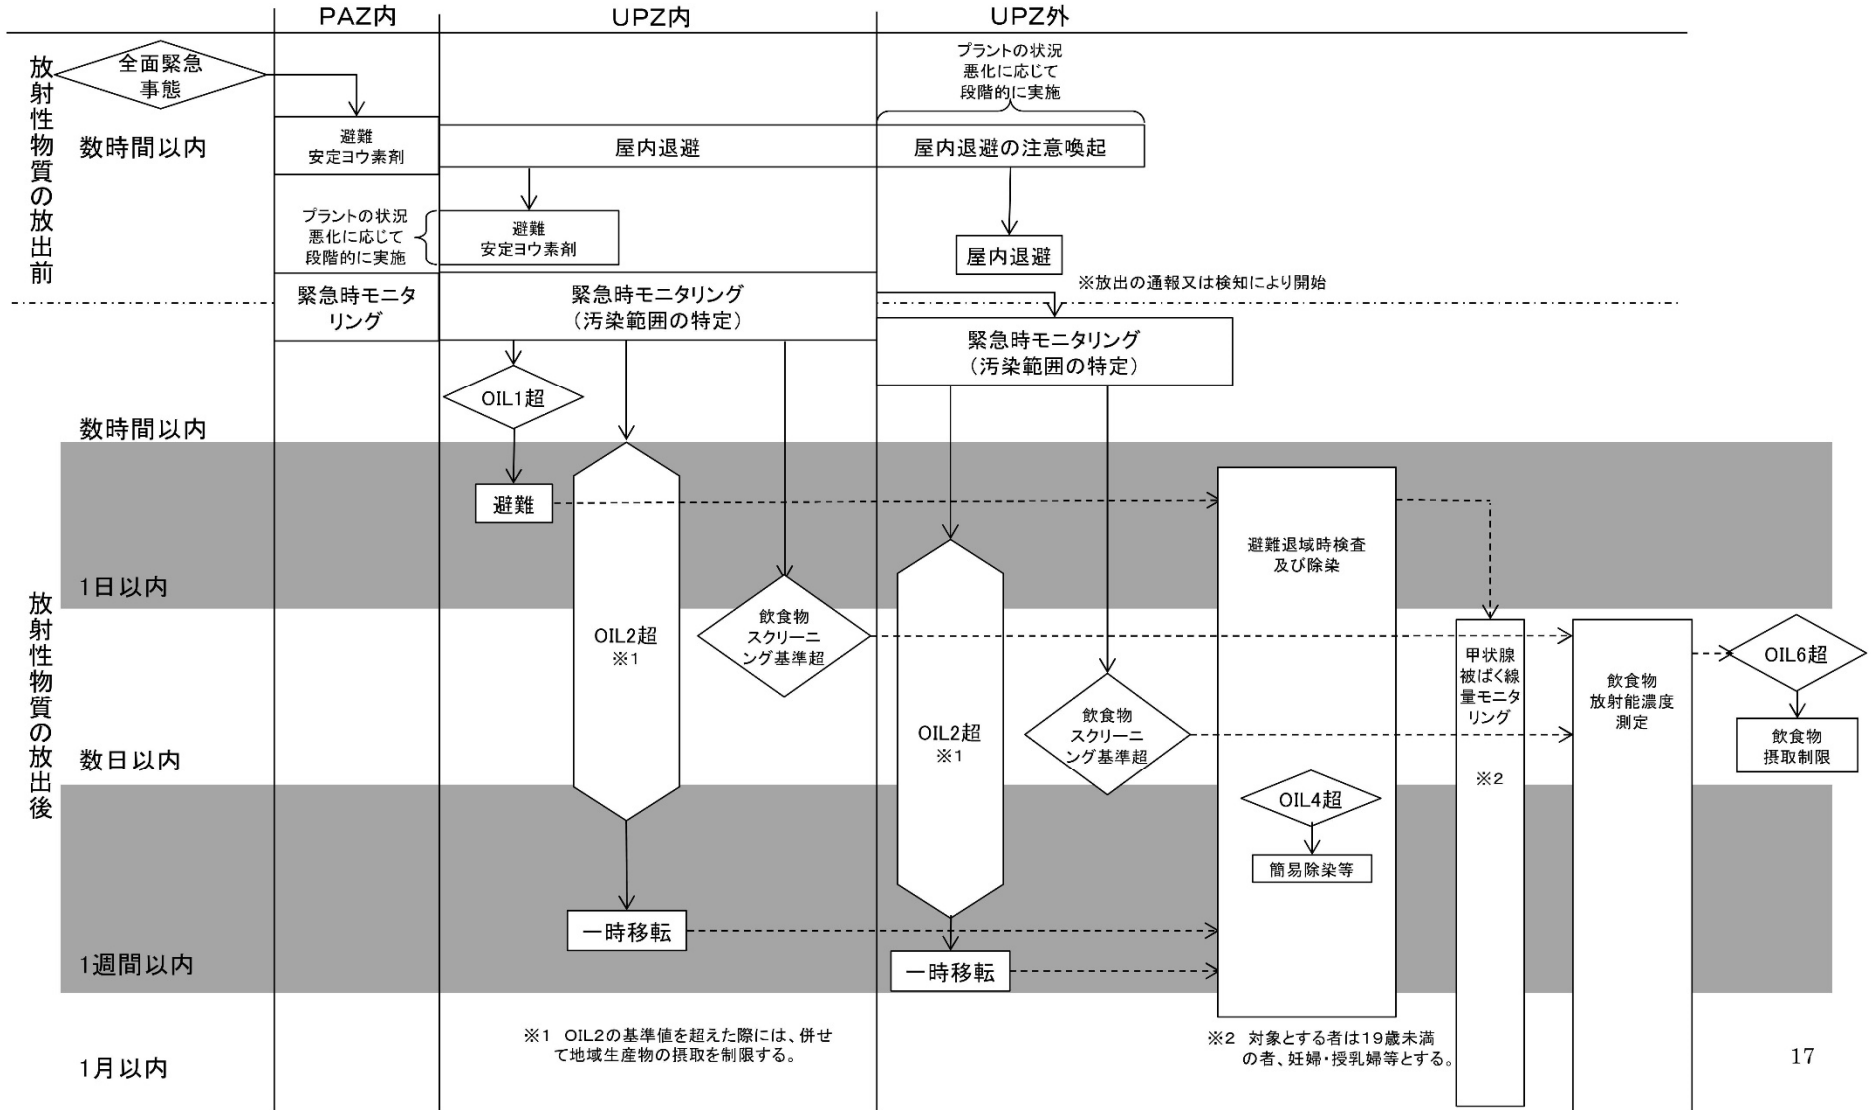 PAZ内
UPZ内
UPZ外
放射性物質の放出前
全面緊急
事態
プラントの状況
悪化に応じて
段階的に実施
数時間以内
避難
安定ヨウ素剤
屋内退避
屋内退避の注意喚起
プラントの状況
悪化に応じて
段階的に実施
避難
安定ヨウ素剤
屋内退避
※放出の通報又は検知により開始
緊急時モニタ
リング
緊急時モニタリング
（汚染範囲の特定）
緊急時モニタリング
（汚染範囲の特定）
放射性物質の放出後
OIL1超
数時間以内
避難
避難退域時検査
及び除染
1日以内
OIL2超
※1
飲食物
スクリーニ
ング基準超
OIL2超
※1
飲食物
スクリーニ
ング基準超
甲状腺
被ばく線
量モニタ
リング
※2
飲食物
放射能濃度
測定
OIL6超
飲食物
摂取制限
数日以内
OIL4超
簡易除染等
一時移転
一時移転
1週間以内
※1 OIL2の基準値を超えた際には、併せ
て地域生産物の摂取を制限する。
※2 対象とする者は19歳未満
の者、妊婦・授乳婦等とする。
1月以内
17